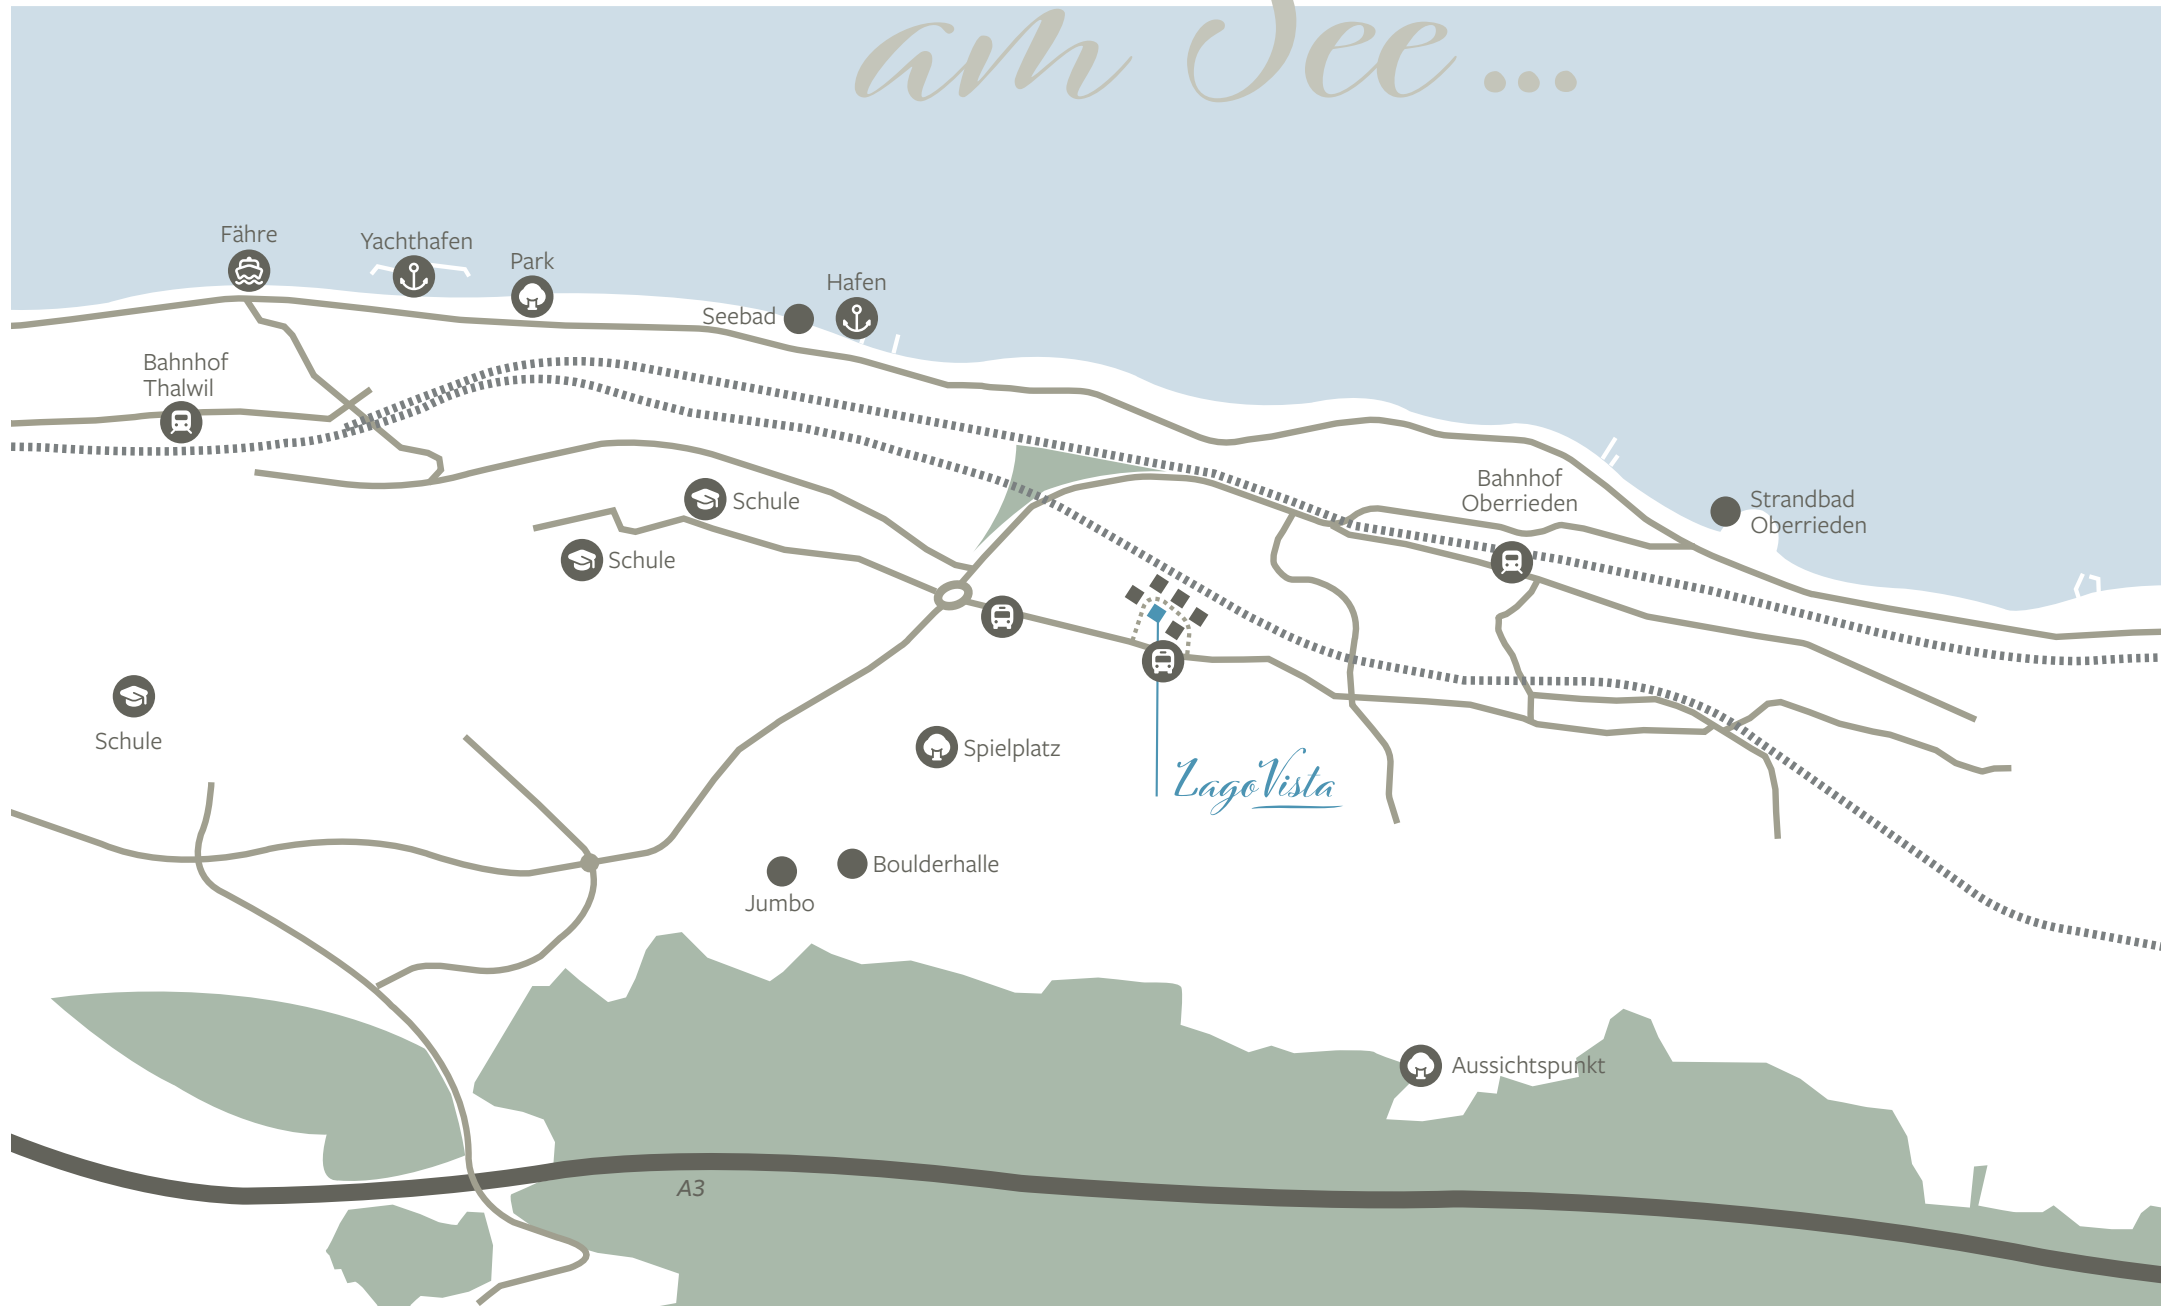 am See...
Fähre
Yachthafen
Park
Hafen
Seebad
Bahnhof
Thalwil
Bahnhof
Oberrieden
Strandbad
Oberrieden
Schule
Schule
Schule
Spielplatz
LagoVista
Boulderhalle
Jumbo
Aussichtspunkt
A3